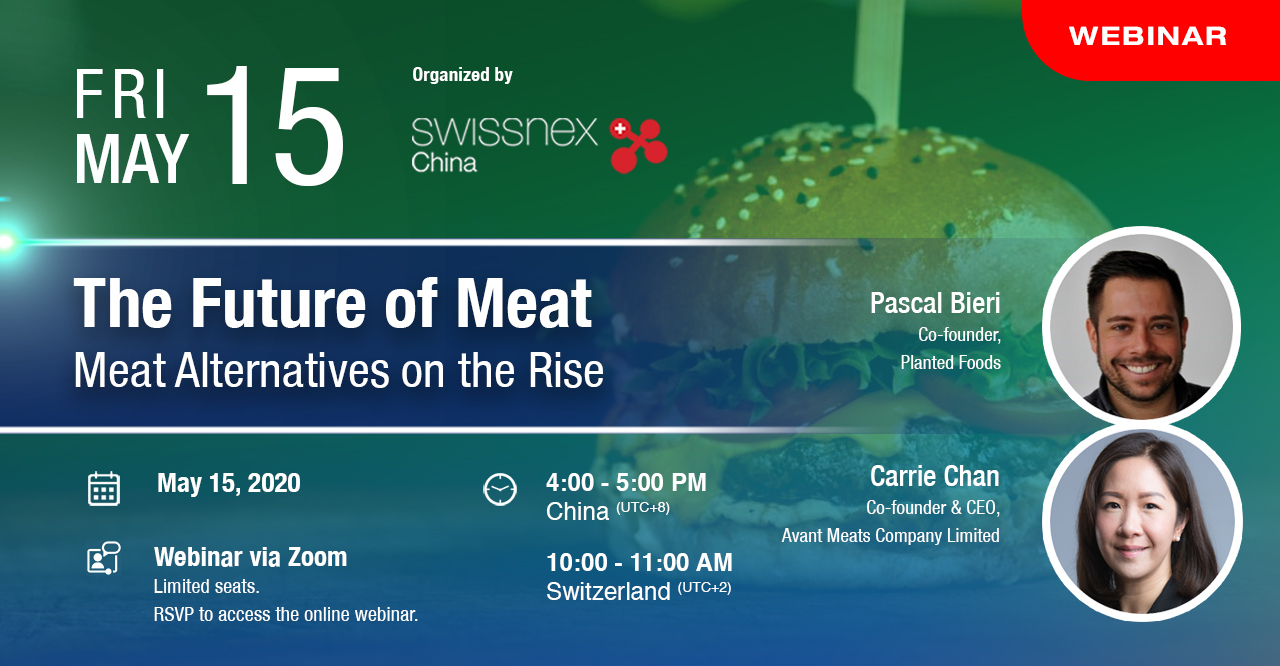 WEBINAR
FRI
MAY
15
Organized by
swissnex
China
The Future of Meat
Meat Alternatives on the Rise
Pascal Bieri
Co-founder,
Planted Foods
Carrie Chan
Co-founder & CEO,
Avant Meats Company Limited
May 15, 2020
Webinar via Zoom
Limited seats.
RSVP to access the online webinar.
4:00 - 5:00 PM
China (UTC+8)
10:00 - 11:00 AM
Switzerland (UTC+2)